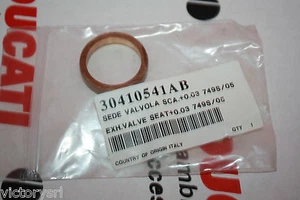 30410541AB
SEDE VALVOLA SCA.+0.03 749S/05
EXH.VALVE SEAT+0.03 749S/05
QTY 1
COUNTRY OF ORIGIN ITALY
DUCATI
victoryerl